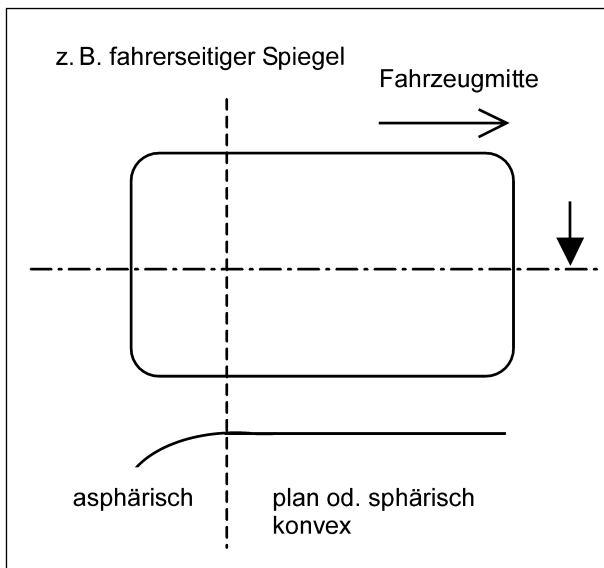 z. B. fahrerseitiger Spiegel
Fahrzeugmitte
asphärisch
plan od. sphärisch
konvex